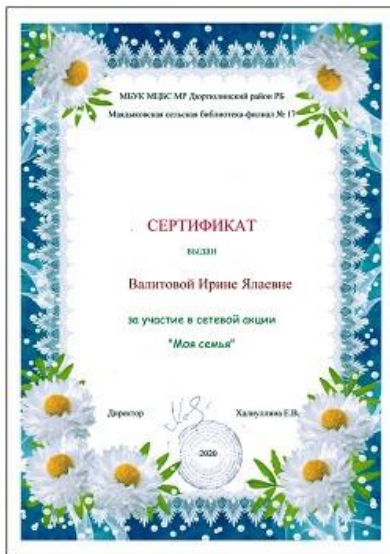 МБУК МЦБС МР Дюртюлинский район РБ
Маядыковская сельская библиотека-филиал № 17
СЕРТИФИКАТ
выдан
Валитовой Ирине Ялаевне
за участие в сетевой акции
"Моя семья"
Директор
Халиуллина Е.В.
2020